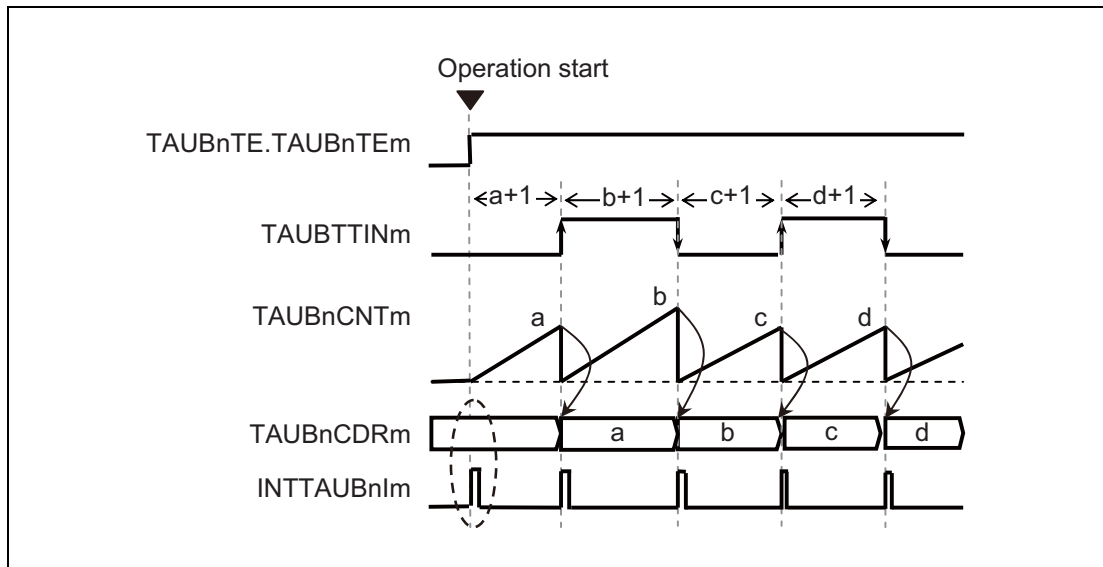 Operation start
TAUBnTE.TAUBnTEm
a+1 b+1 c+1 d+1
TAUBTTINm
TAUBnCNTm a b c d
TAUBnCDRm a b c d
INTTAUBnIm